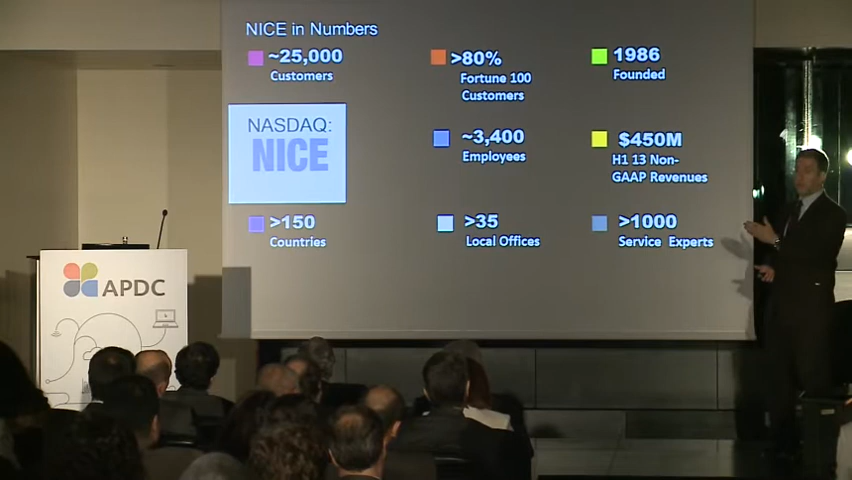 NICE in Numbers
~25,000
Customers
>80%
Fortune 100
Customers
1986
Founded
NASDAQ:
NICE
~3,400
Employees
$450M
H1 13 Non-
GAAP Revenues
>150
Countries
>35
Local Offices
>1000
Service Experts
APDC